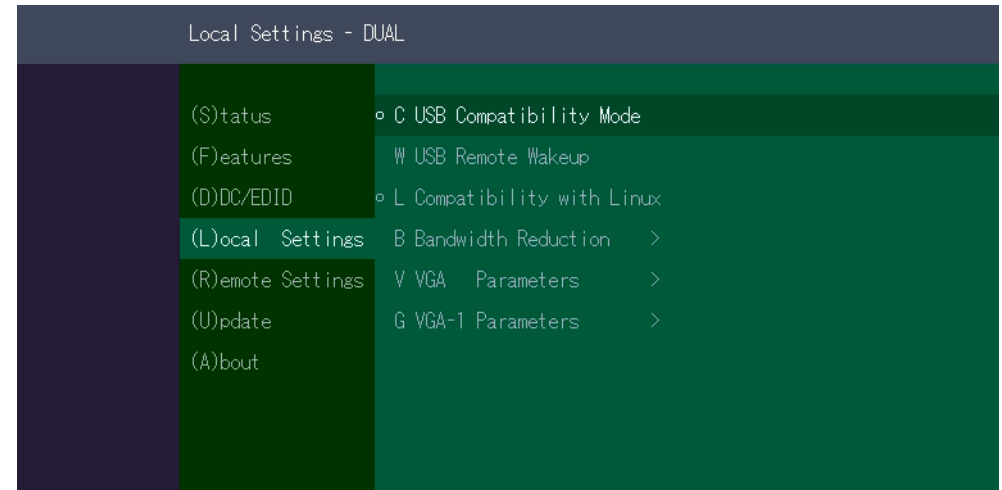 Local Settings - DUAL
(S)tatus
(F)eatures
(D)DC/EDID
(L)ocal Settings
(R)emote Settings
(U)pdate
(A)bout
C USB Compatibility Mode
W USB Remote Wakeup
L Compatibility with Linux
B Bandwidth Reduction >
V VGA Parameters >
G VGA-1 Parameters >